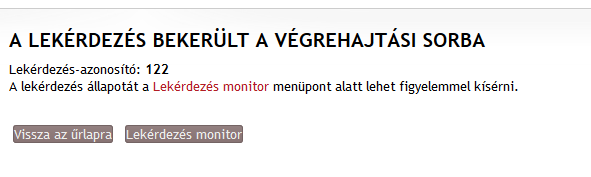 A LEKÉRDEZÉS BEKERÜLT A VÉGREHAJTÁSI SORBA
Lekérdezés-azonosító: 122
A lekérdezés állapotát a Lekérdezés monitor menüpont alatt lehet figyelemmel kísérni.
Vissza az űrlapra Lekérdezés monitor